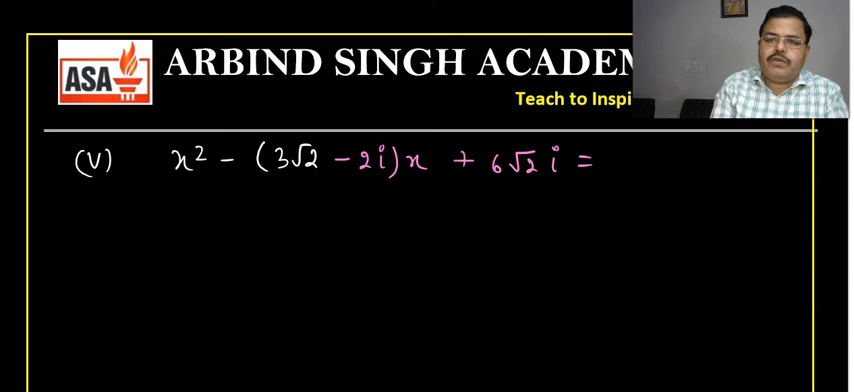 ASA
ARBIND SINGH ACADEM
Teach to Inspi
(V) x² - (3√2 - 2i)x + 6√2 i =